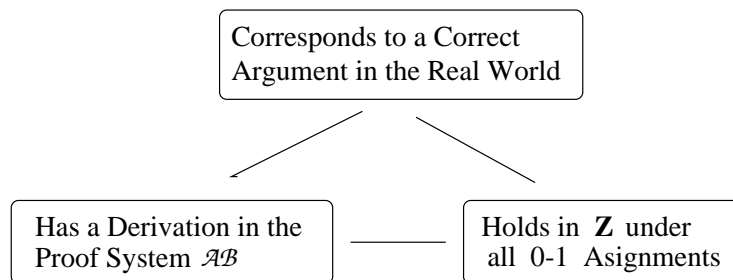 Corresponds to a Correct
Argument in the Real World
Has a Derivation in the
Proof System 𝒜ℬ
Holds in Z under
all 0-1 Asignments